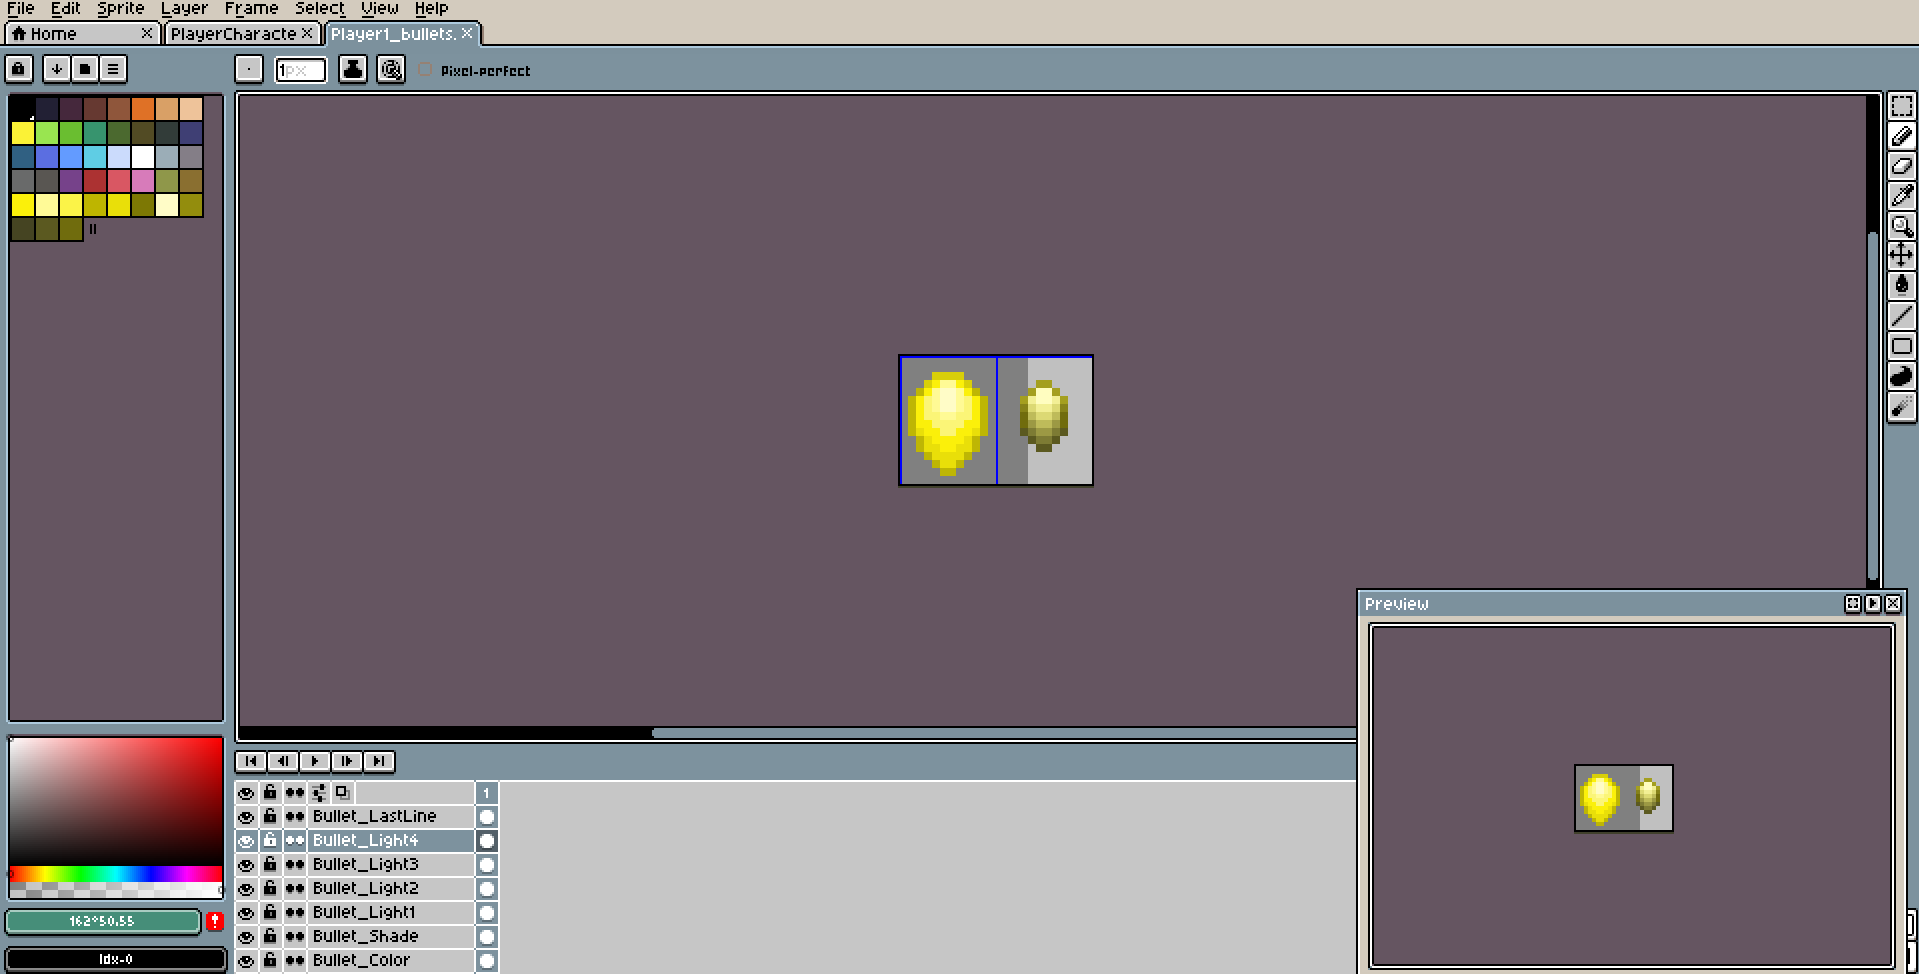 File Edit Sprite Layer Frame Select View Help
Home PlayerCharacte Player1_bullets.
1px Pixel-perfect
Preview
1
Bullet_LastLine
Bullet_Light4
Bullet_Light3
Bullet_Light2
Bullet_Light1
Bullet_Shade
162°50.55
Idx-0
Bullet_Color